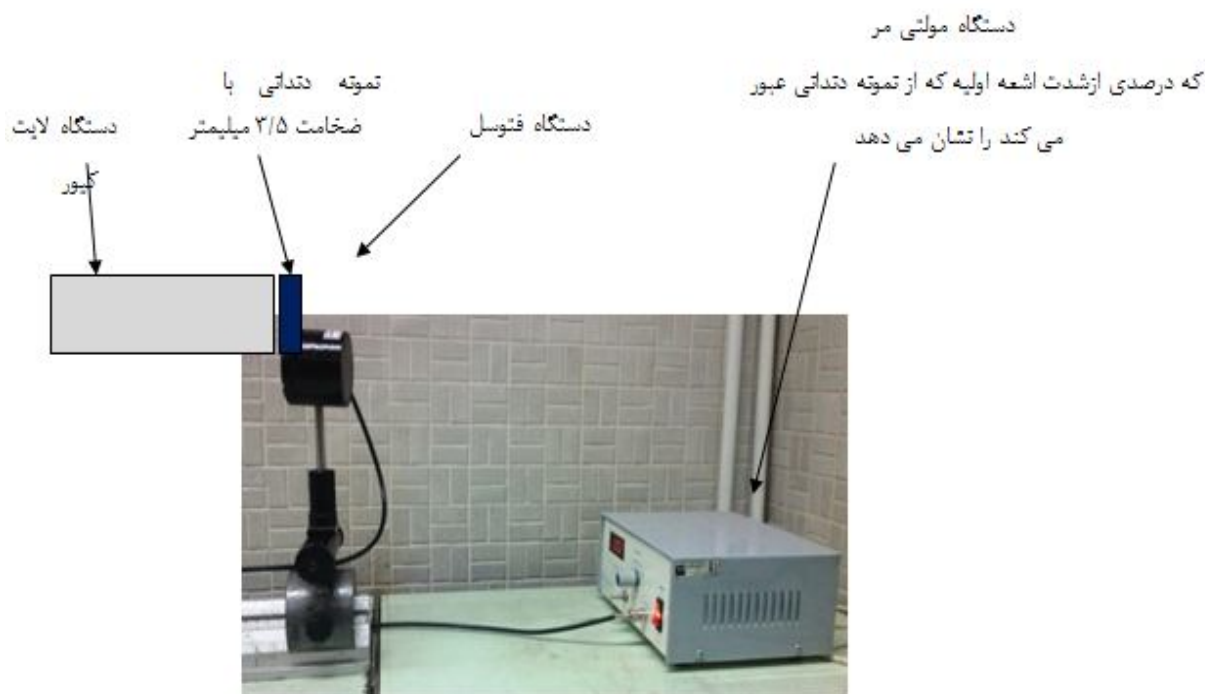 دستگاه مولتی مر
که درصدی ازشدت اشعه اولیه که از نمونه دندانی عبور
می کند را نشان می دهد
دستگاه فتوسل
نمونه دندانی با
ضخامت ۳/۵ میلیمتر
دستگاه لایت
کیور